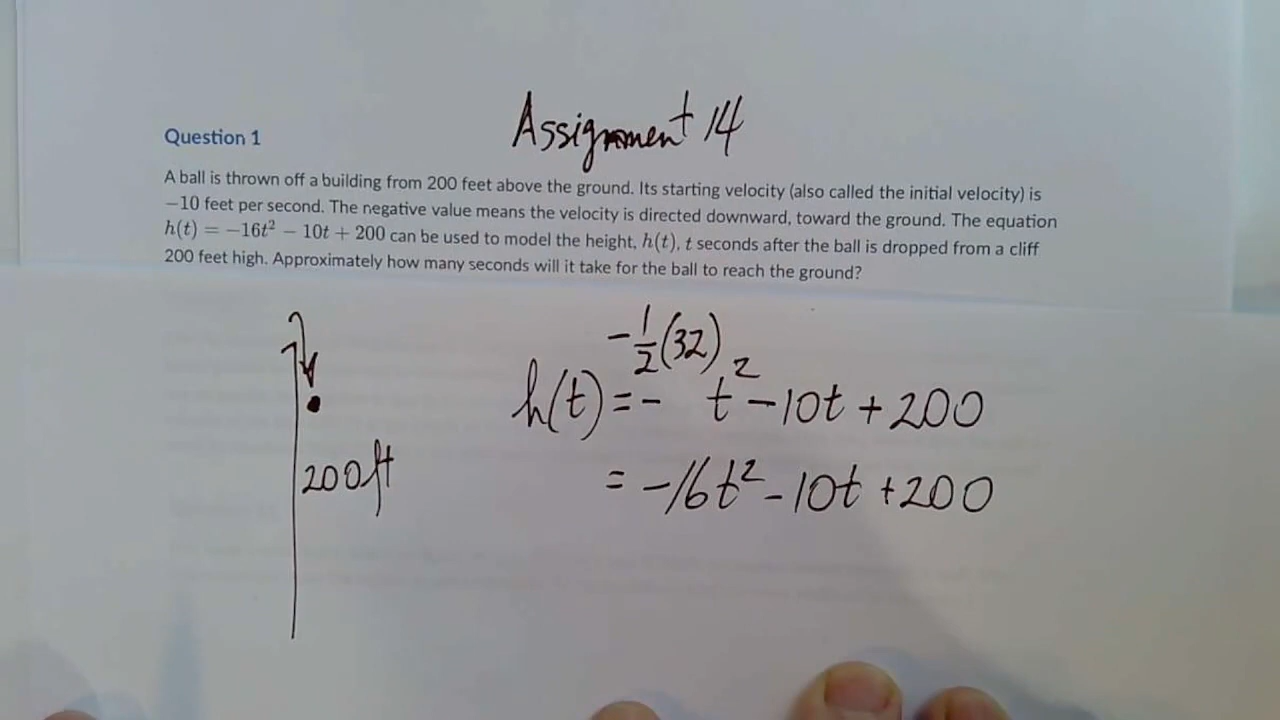 Assignment 14
Question 1
A ball is thrown off a building from 200 feet above the ground. Its starting velocity (also called the initial velocity) is
−10 feet per second. The negative value means the velocity is directed downward, toward the ground. The equation
h(t) = −16t² − 10t + 200 can be used to model the height, h(t), t seconds after the ball is dropped from a cliff
200 feet high. Approximately how many seconds will it take for the ball to reach the ground?
-1/2(32)
h(t) = - t² - 10t + 200
200ft
= -16t² - 10t + 200